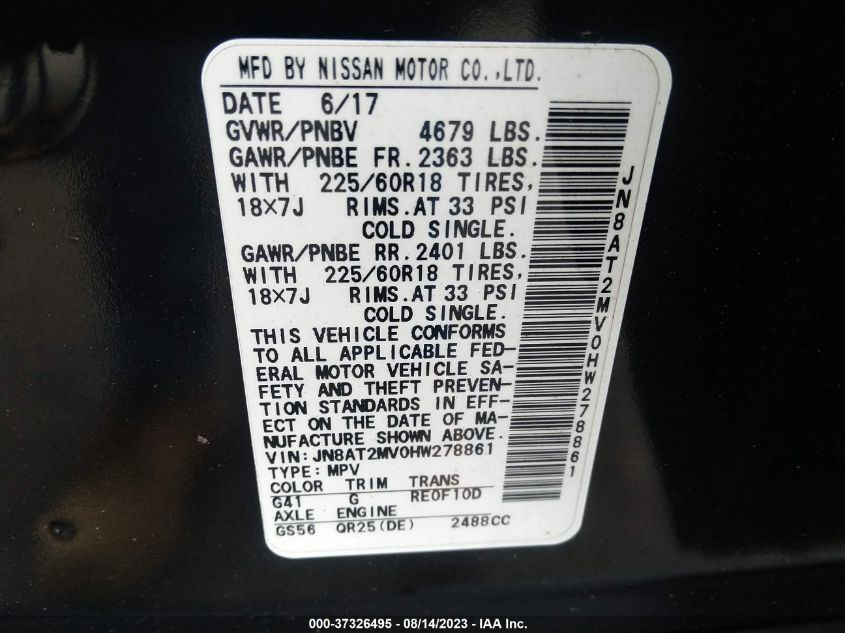 MFD BY NISSAN MOTOR CO.,LTD.
DATE 6/17
GVWR/PNBV 4679 LBS.
GAWR/PNBE FR. 2363 LBS.
WITH 225/60R18 TIRES,
18×7J RIMS.AT 33 PSI
COLD SINGLE.
GAWR/PNBE RR. 2401 LBS.
WITH 225/60R18 TIRES,
18×7J RIMS.AT 33 PSI
COLD SINGLE.
THIS VEHICLE CONFORMS
TO ALL APPLICABLE FED-
ERAL MOTOR VEHICLE SA-
FETY AND THEFT PREVEN-
TION STANDARDS IN EFF-
ECT ON THE DATE OF MA-
NUFACTURE SHOWN ABOVE.
VIN: JN8AT2MV0HW278861
TYPE: MPV
COLOR TRIM TRANS
G41 G RE0F10D
AXLE ENGINE
GS56 QR25(DE) 2488CC
JN8AT2MV0HW278861
000-37326495 - 08/14/2023 - IAA Inc.